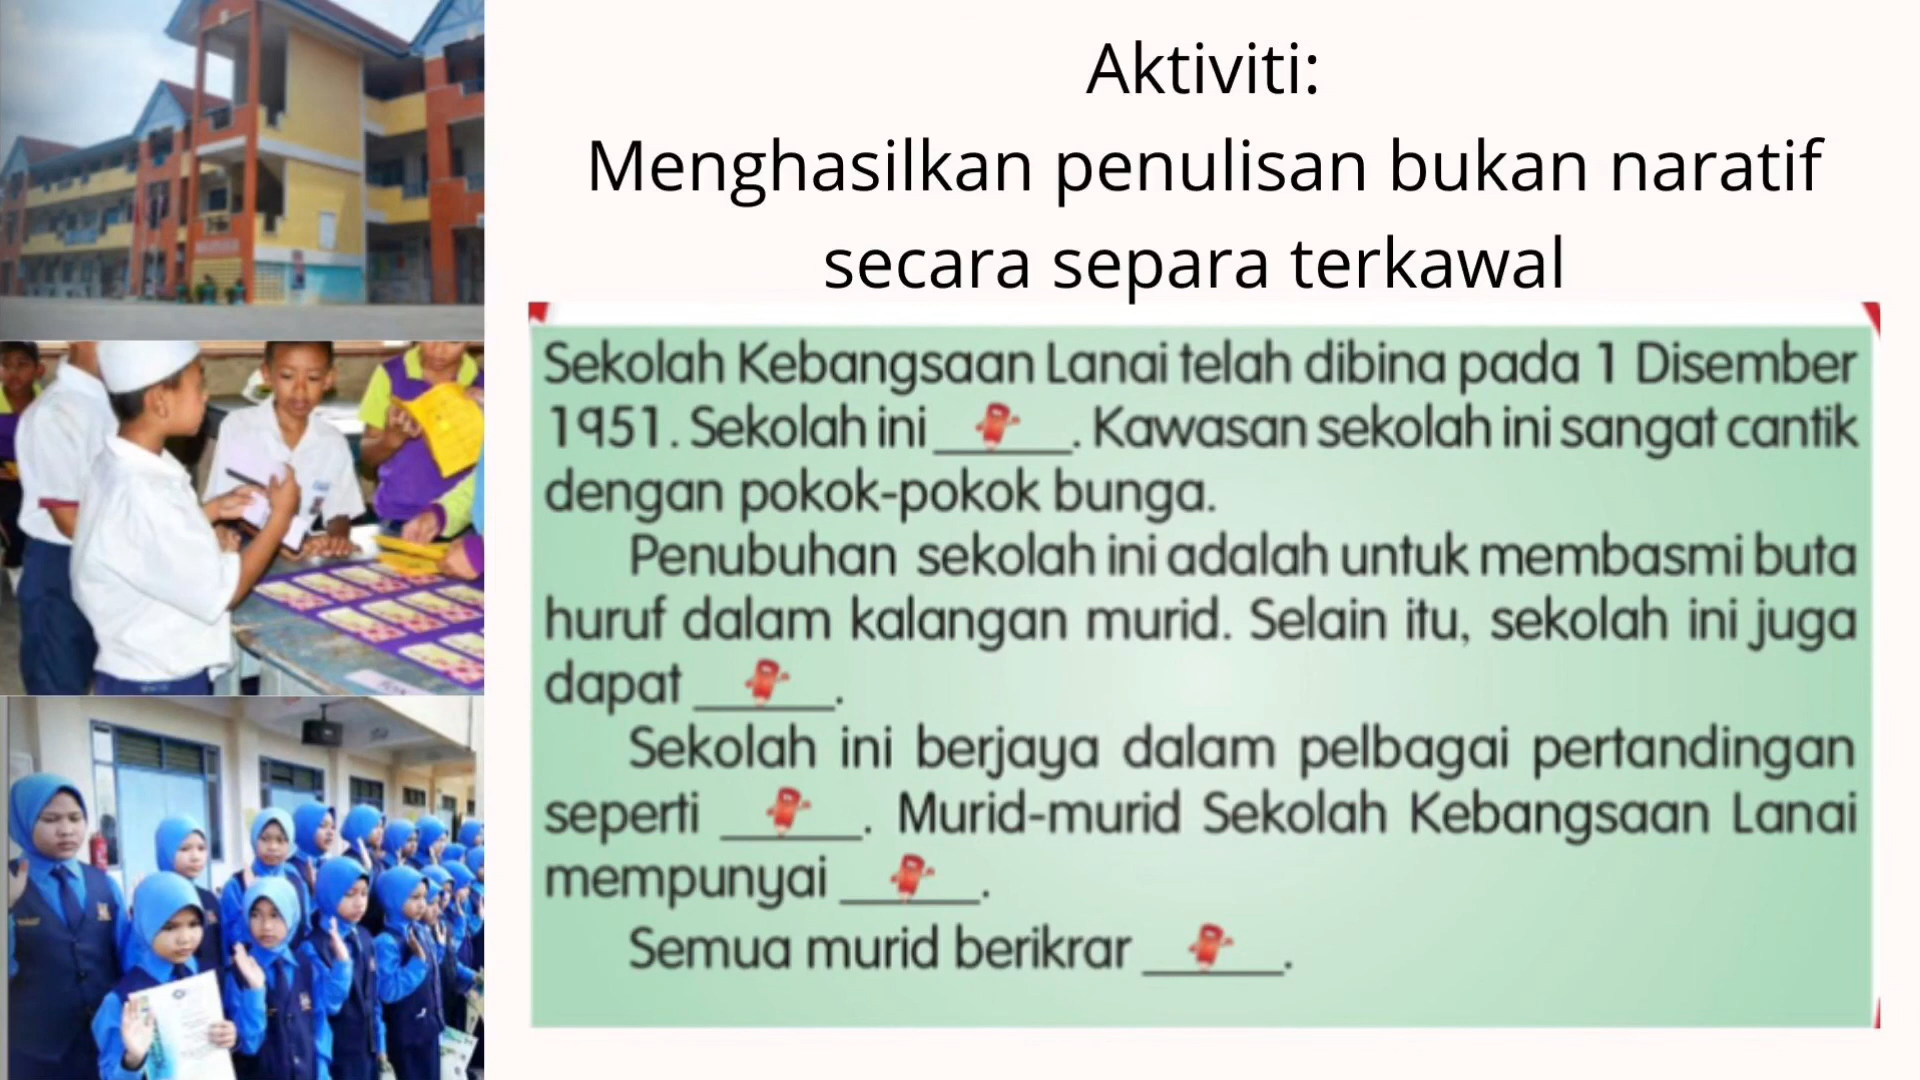 Aktiviti:
Menghasilkan penulisan bukan naratif
secara separa terkawal
Sekolah Kebangsaan Lanai telah dibina pada 1 Disember
1951. Sekolah ini ______. Kawasan sekolah ini sangat cantik
dengan pokok-pokok bunga.
Penubuhan sekolah ini adalah untuk membasmi buta
huruf dalam kalangan murid. Selain itu, sekolah ini juga
dapat ______.
Sekolah ini berjaya dalam pelbagai pertandingan
seperti ______. Murid-murid Sekolah Kebangsaan Lanai
mempunyai ______.
Semua murid berikrar ______.